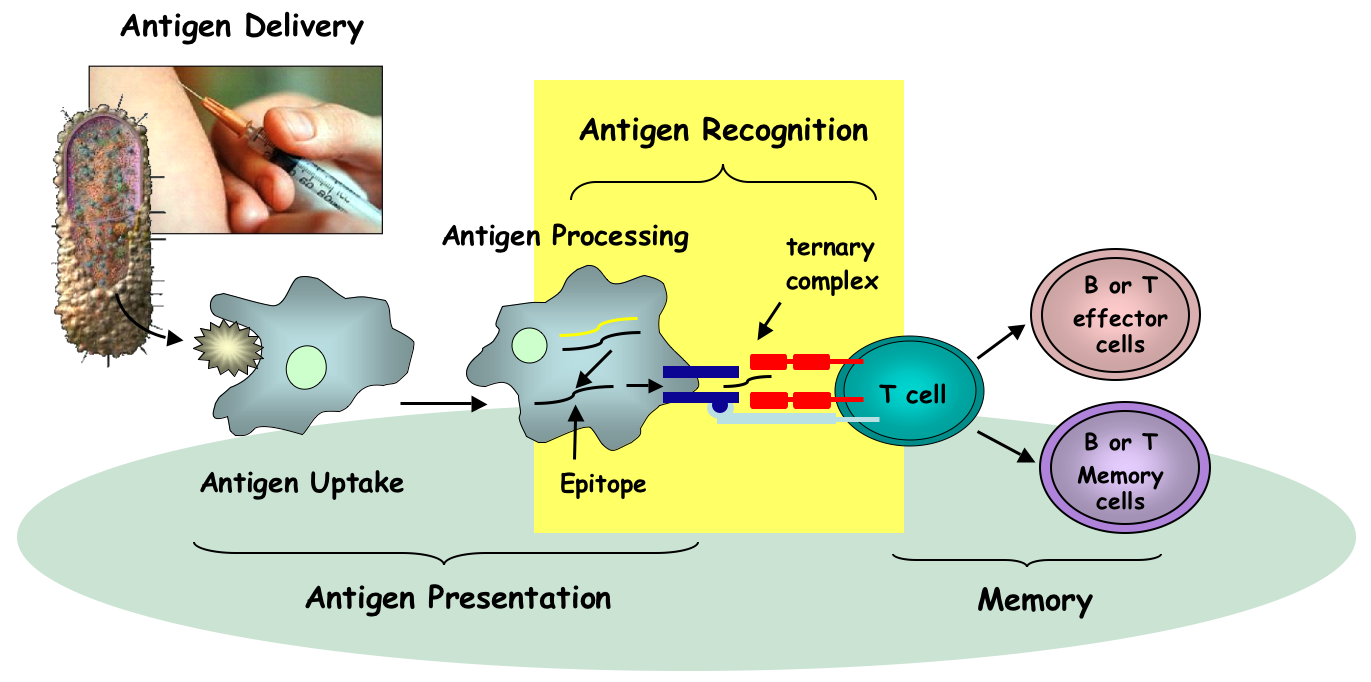 Antigen Delivery
Antigen Recognition
Antigen Processing
ternary
complex
B or T
effector
cells
T cell
B or T
Memory
cells
Antigen Uptake
Epitope
Antigen Presentation
Memory